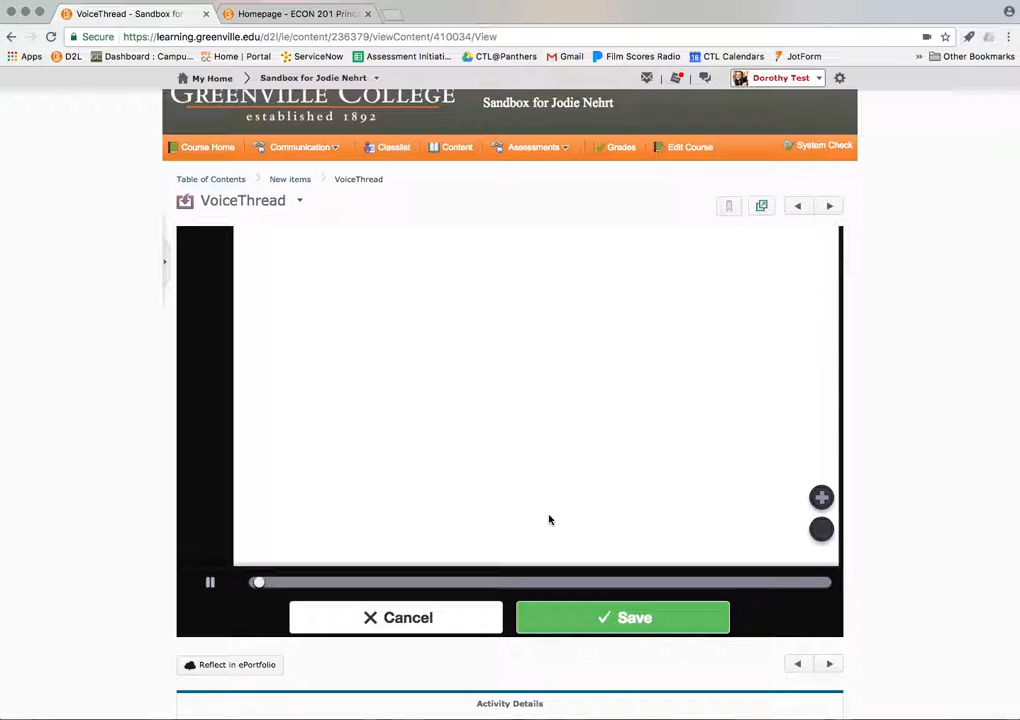 VoiceThread - Sandbox for
Homepage - ECON 201 Princ
Secure https://learning.greenville.edu/d2l/le/content/236379/viewContent/410034/View
Apps D2L Dashboard : Campu... Home | Portal ServiceNow Assessment Initiati... CTL@Panthers Gmail Film Scores Radio 18 CTL Calendars JotForm » Other Bookmarks
My Home Sandbox for Jodie Nehrt Dorothy Test
GREENVILLE COLLEGE
established 1892
Sandbox for Jodie Nehrt
Course Home Communication Classlist Content Assessments Grades Edit Course System Check
Table of Contents New items VoiceThread
VoiceThread
Cancel Save
Reflect in ePortfolio
Activity Details